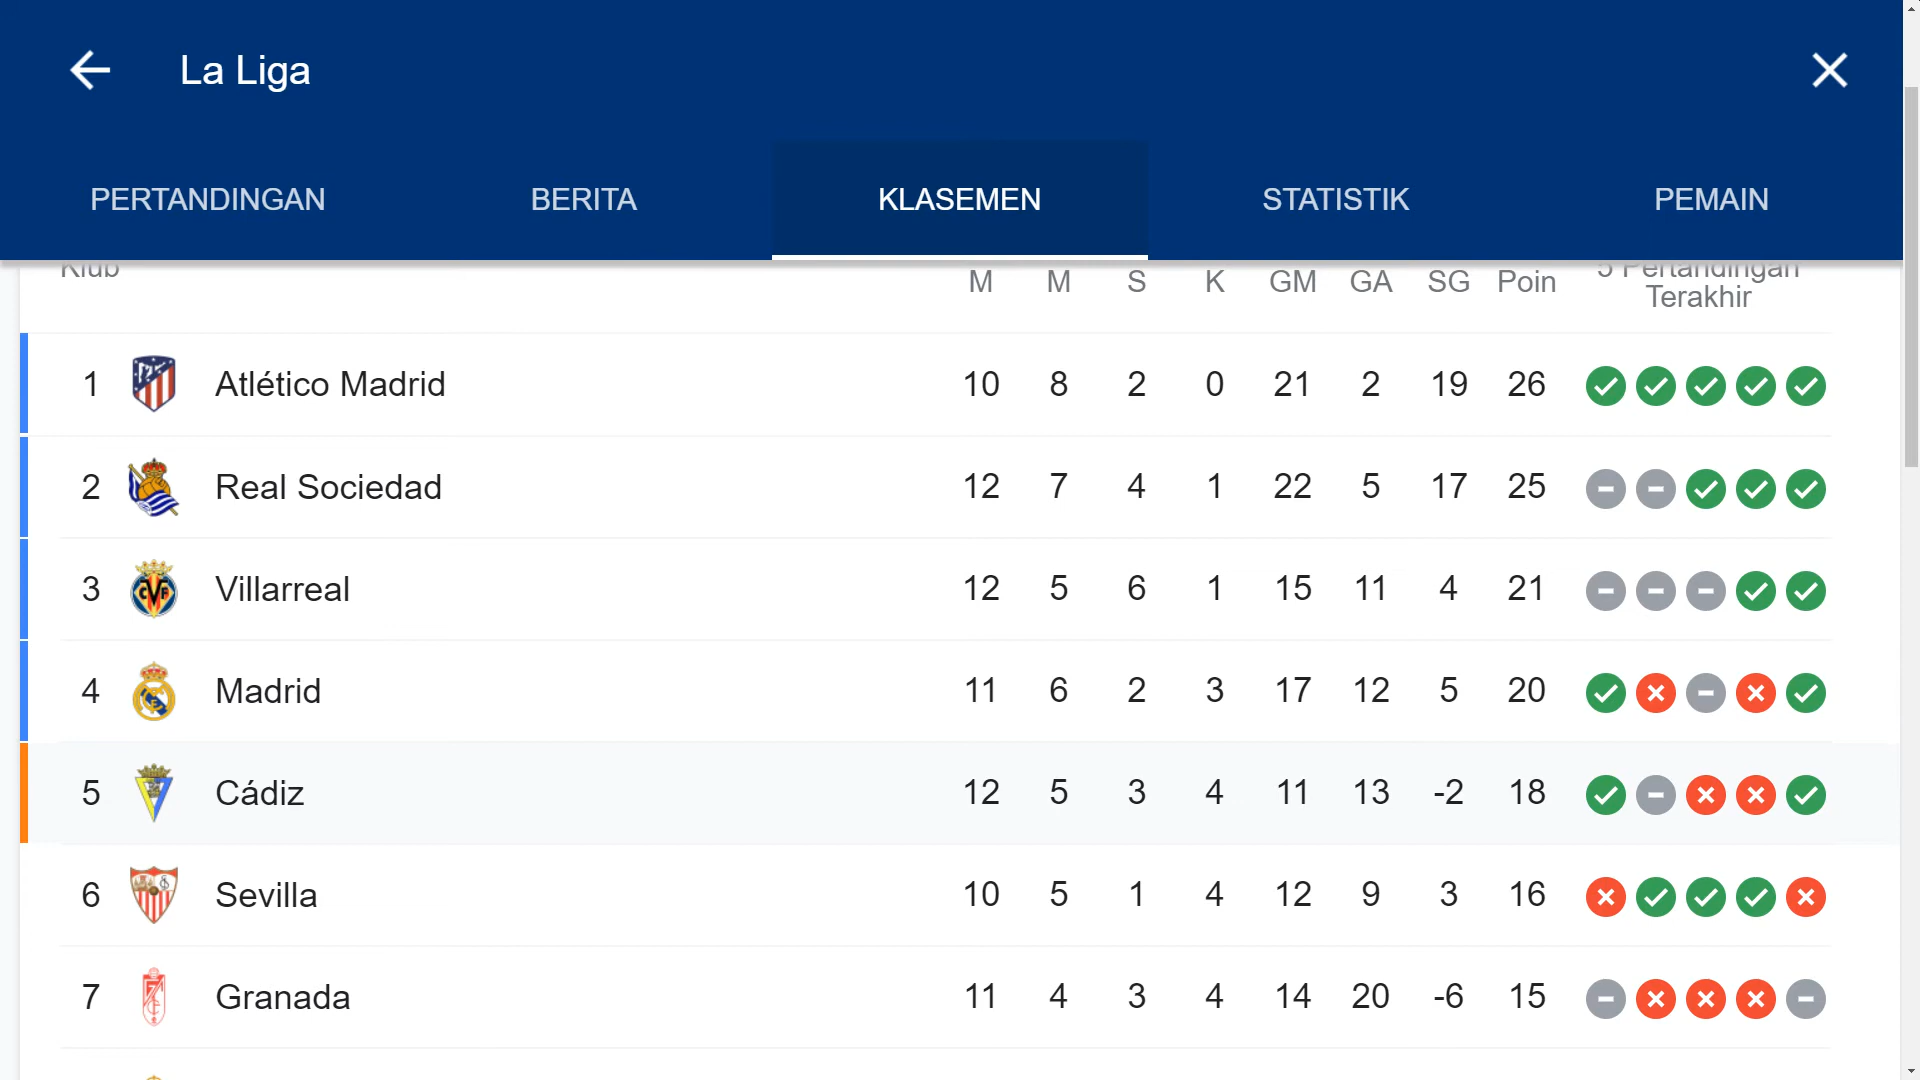 La Liga
PERTANDINGAN BERITA KLASEMEN STATISTIK PEMAIN
Klub M M S K GM GA SG Poin 5 Pertandingan
Terakhir
1 Atlético Madrid 10 8 2 0 21 2 19 26
2 Real Sociedad 12 7 4 1 22 5 17 25
3 Villarreal 12 5 6 1 15 11 4 21
4 Madrid 11 6 2 3 17 12 5 20
5 Cádiz 12 5 3 4 11 13 -2 18
6 Sevilla 10 5 1 4 12 9 3 16
7 Granada 11 4 3 4 14 20 -6 15